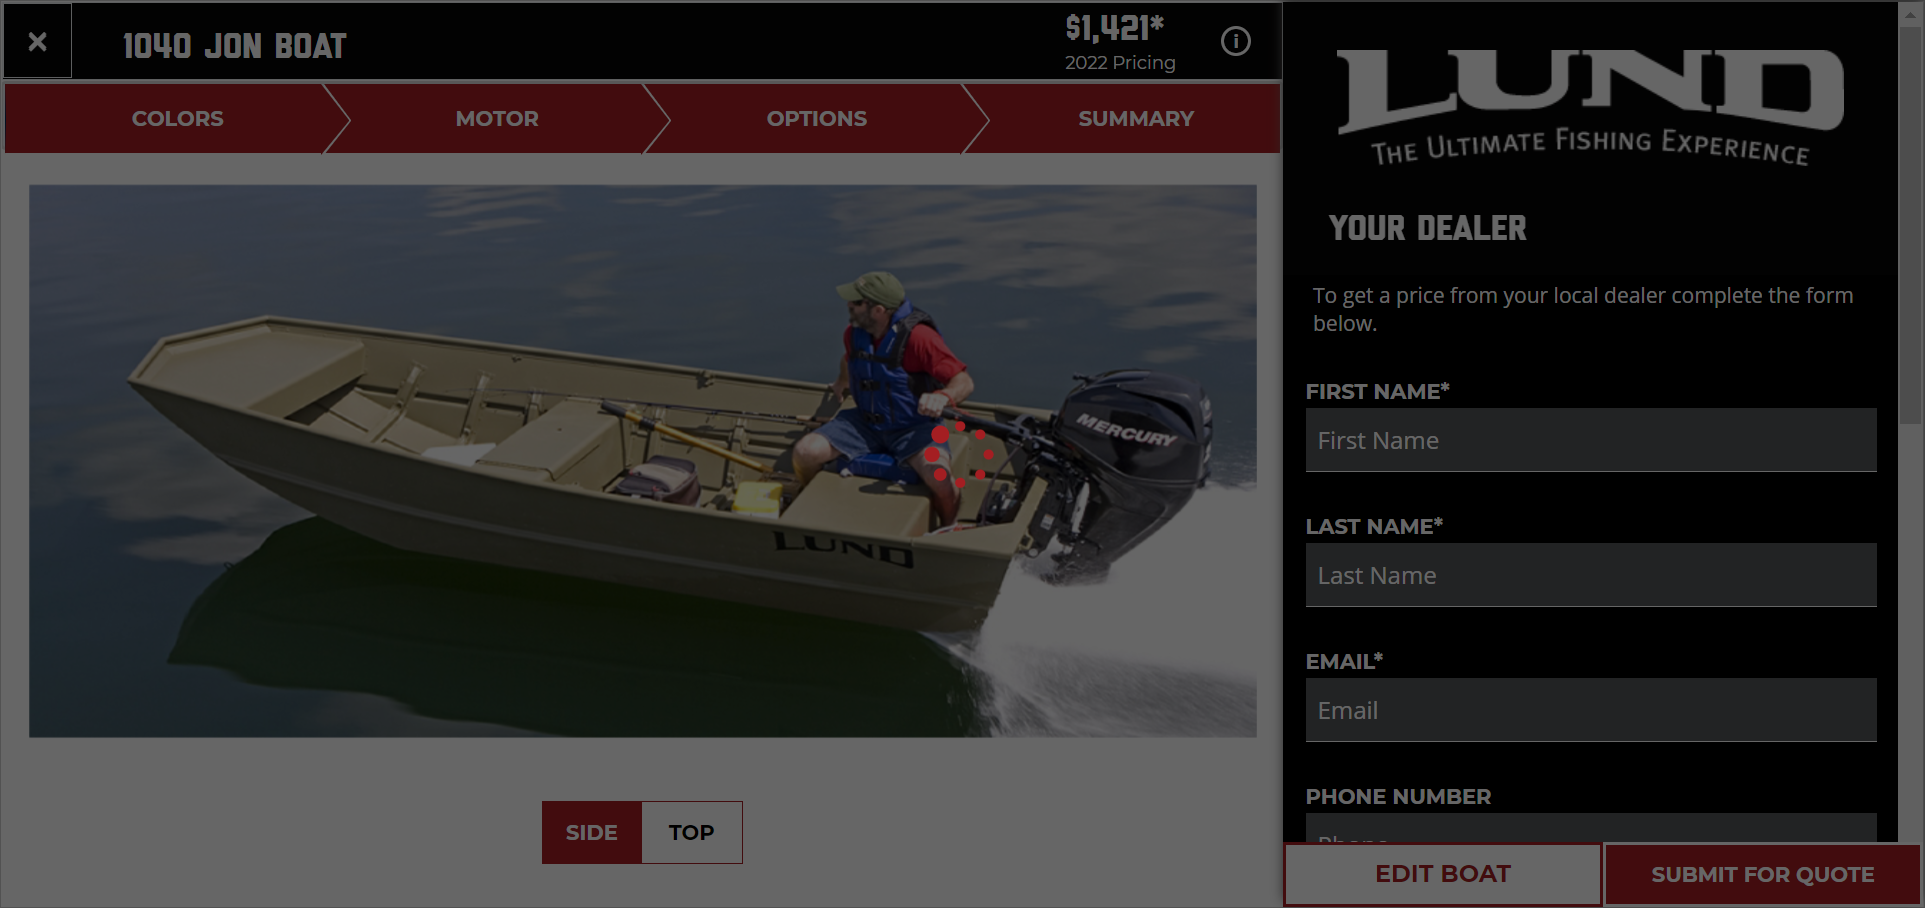 1040 JON BOAT
$1,421*
2022 Pricing
COLORS
MOTOR
OPTIONS
SUMMARY
MERCURY
LUND
SIDE
TOP
LUND
THE ULTIMATE FISHING EXPERIENCE
YOUR DEALER
To get a price from your local dealer complete the form
below.
FIRST NAME*
First Name
LAST NAME*
Last Name
EMAIL*
Email
PHONE NUMBER
Phone
EDIT BOAT
SUBMIT FOR QUOTE